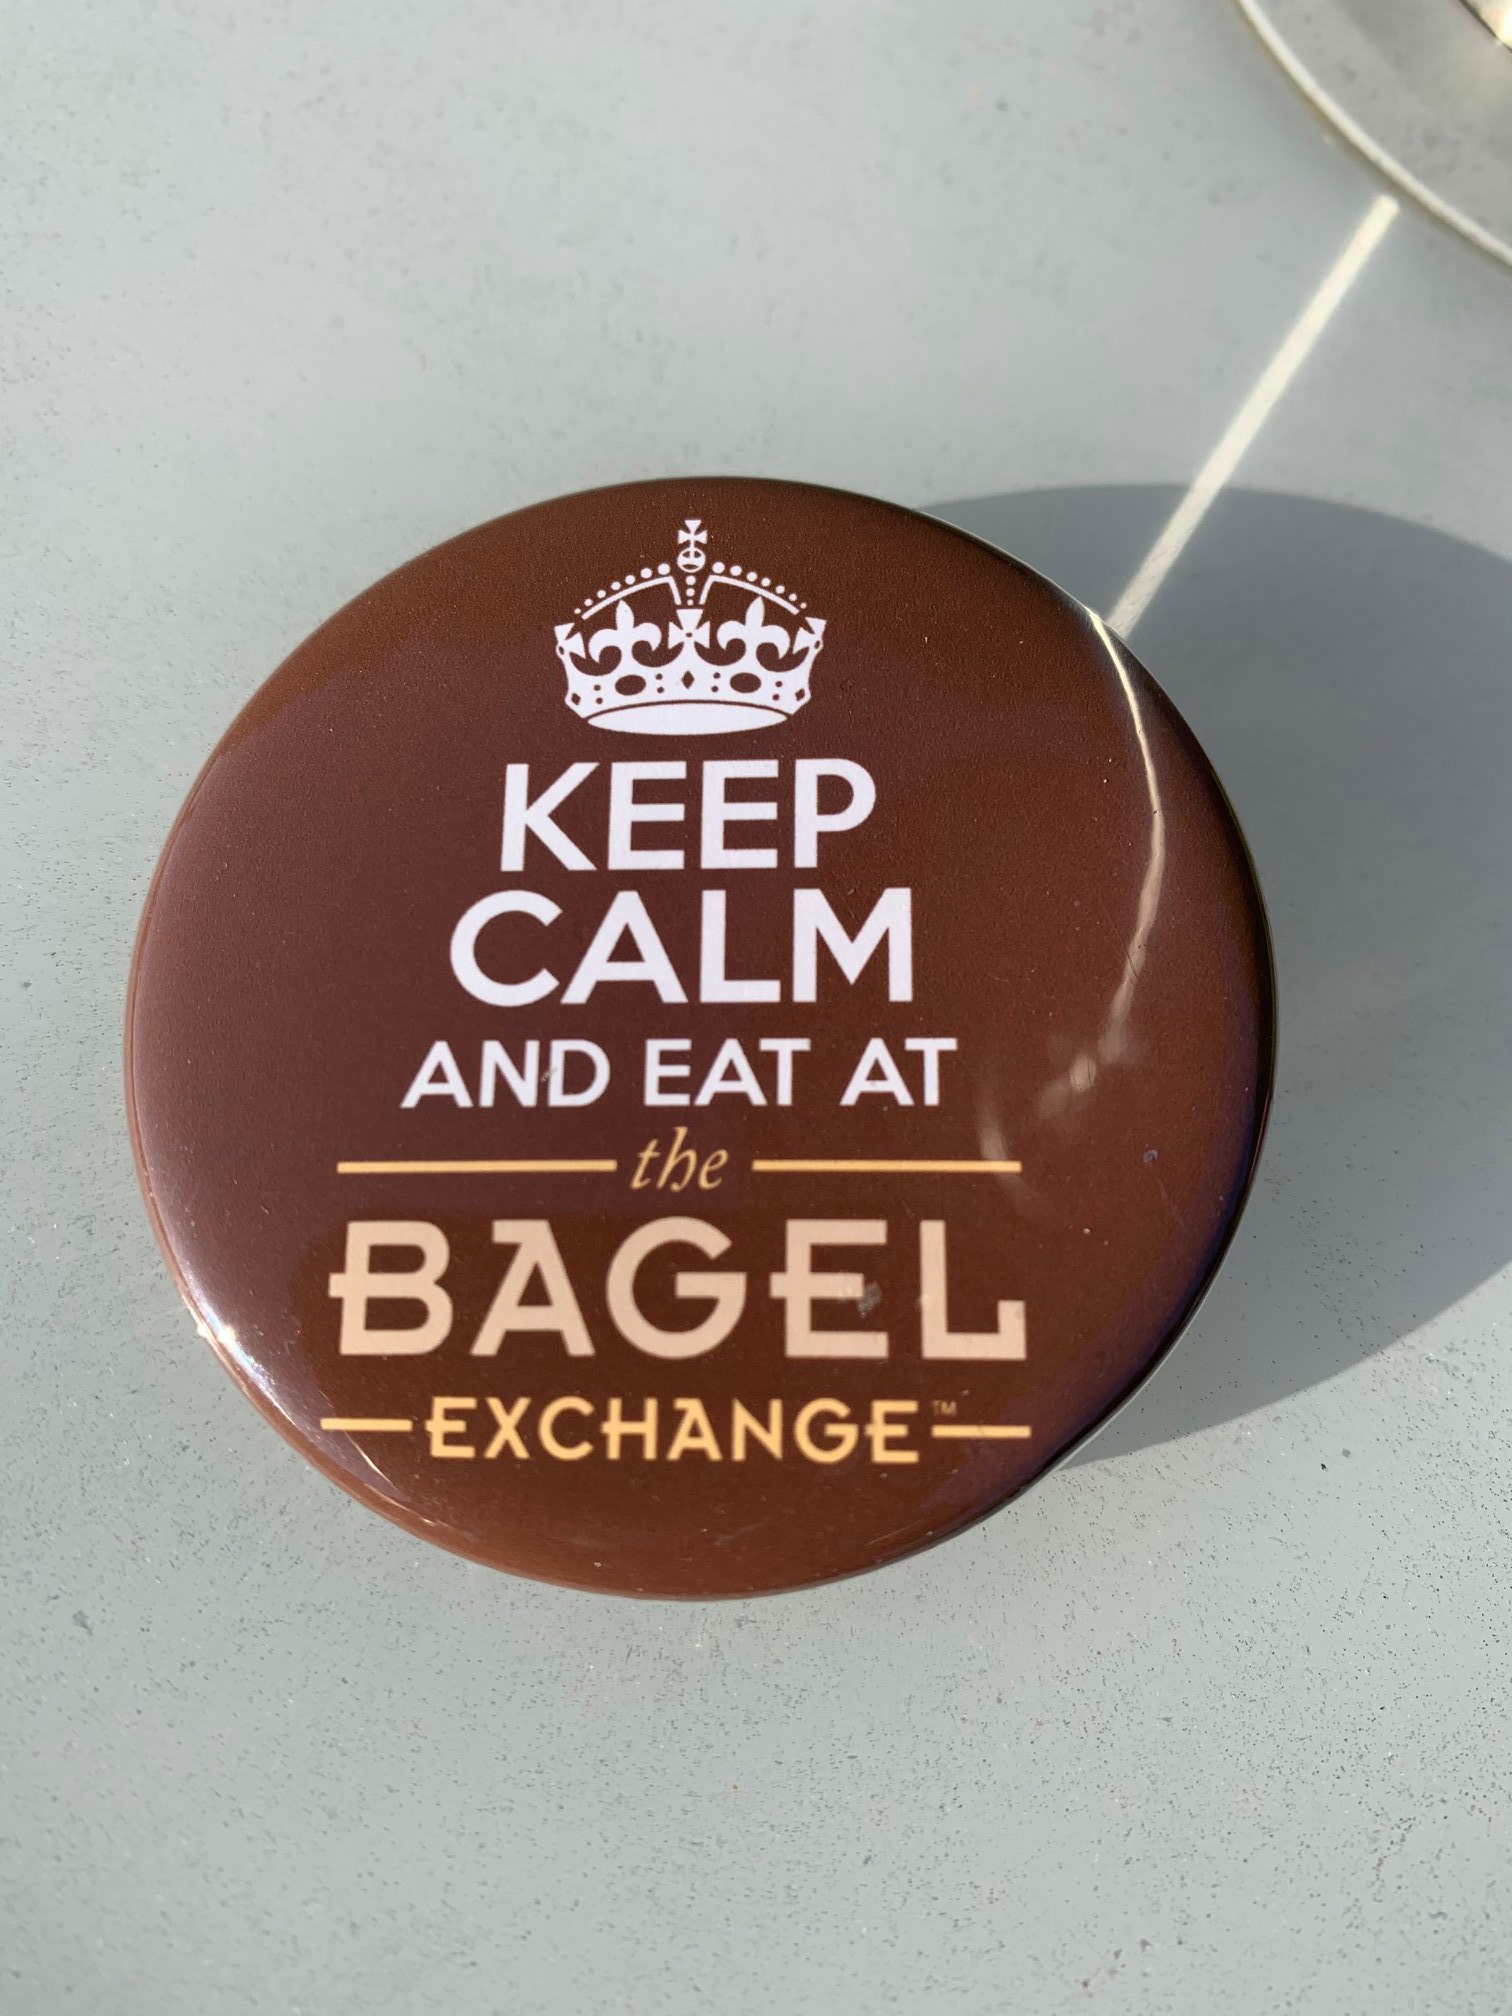 KEEP
CALM
AND EAT AT
the
BAGEL
EXCHANGE™